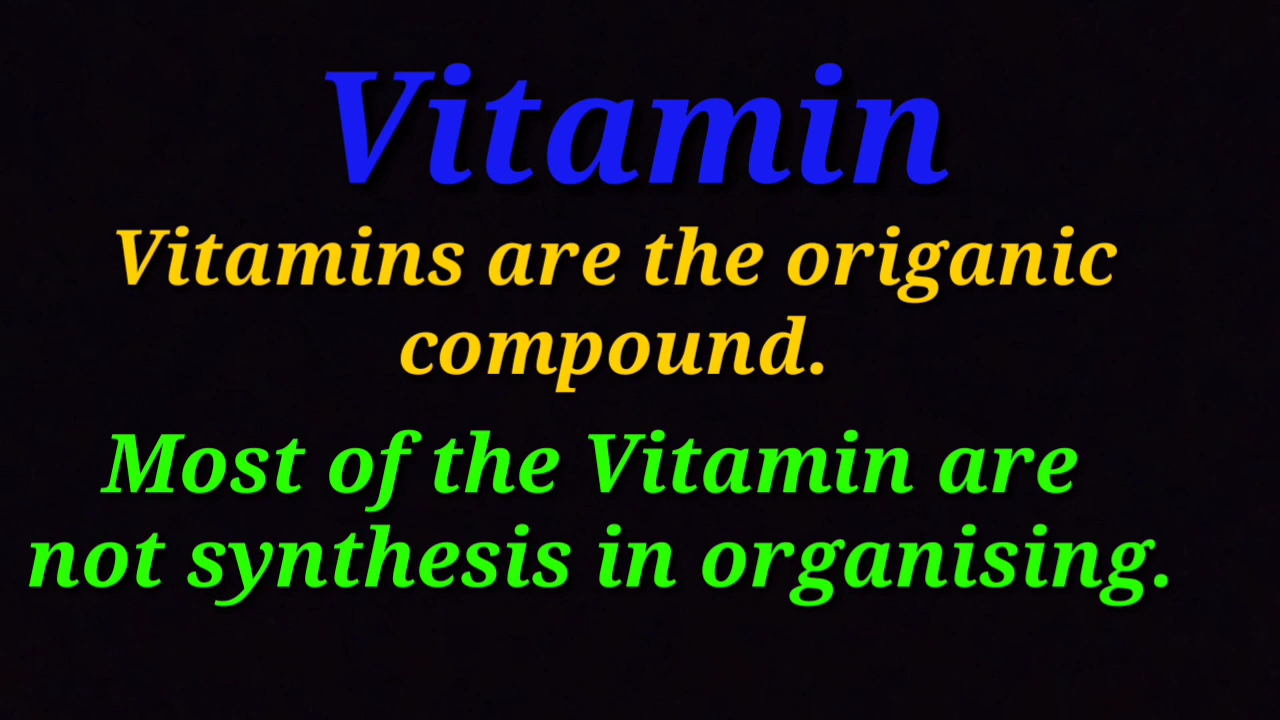 Vitamin
Vitamins are the origanic
compound.
Most of the Vitamin are
not synthesis in organising.